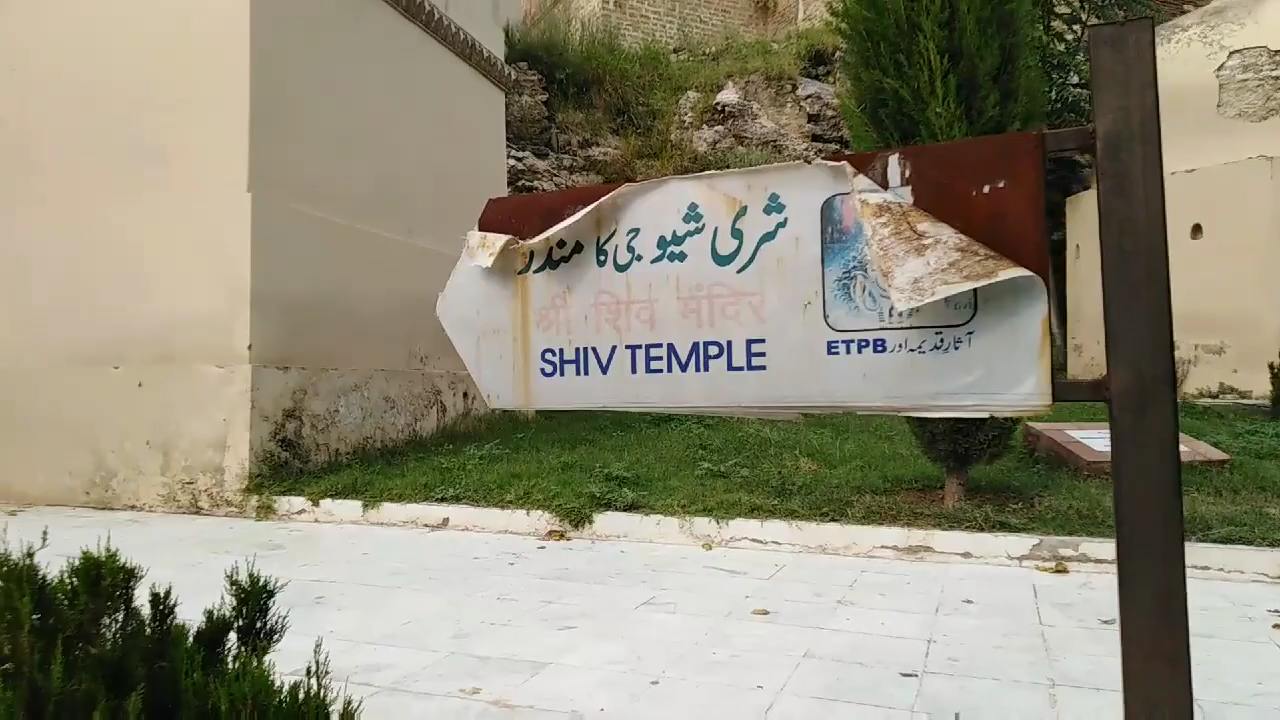 شری شیو جی کا مندر
श्री शिव मंदिर
SHIV TEMPLE
آثارِقدیمہ اور ETPB